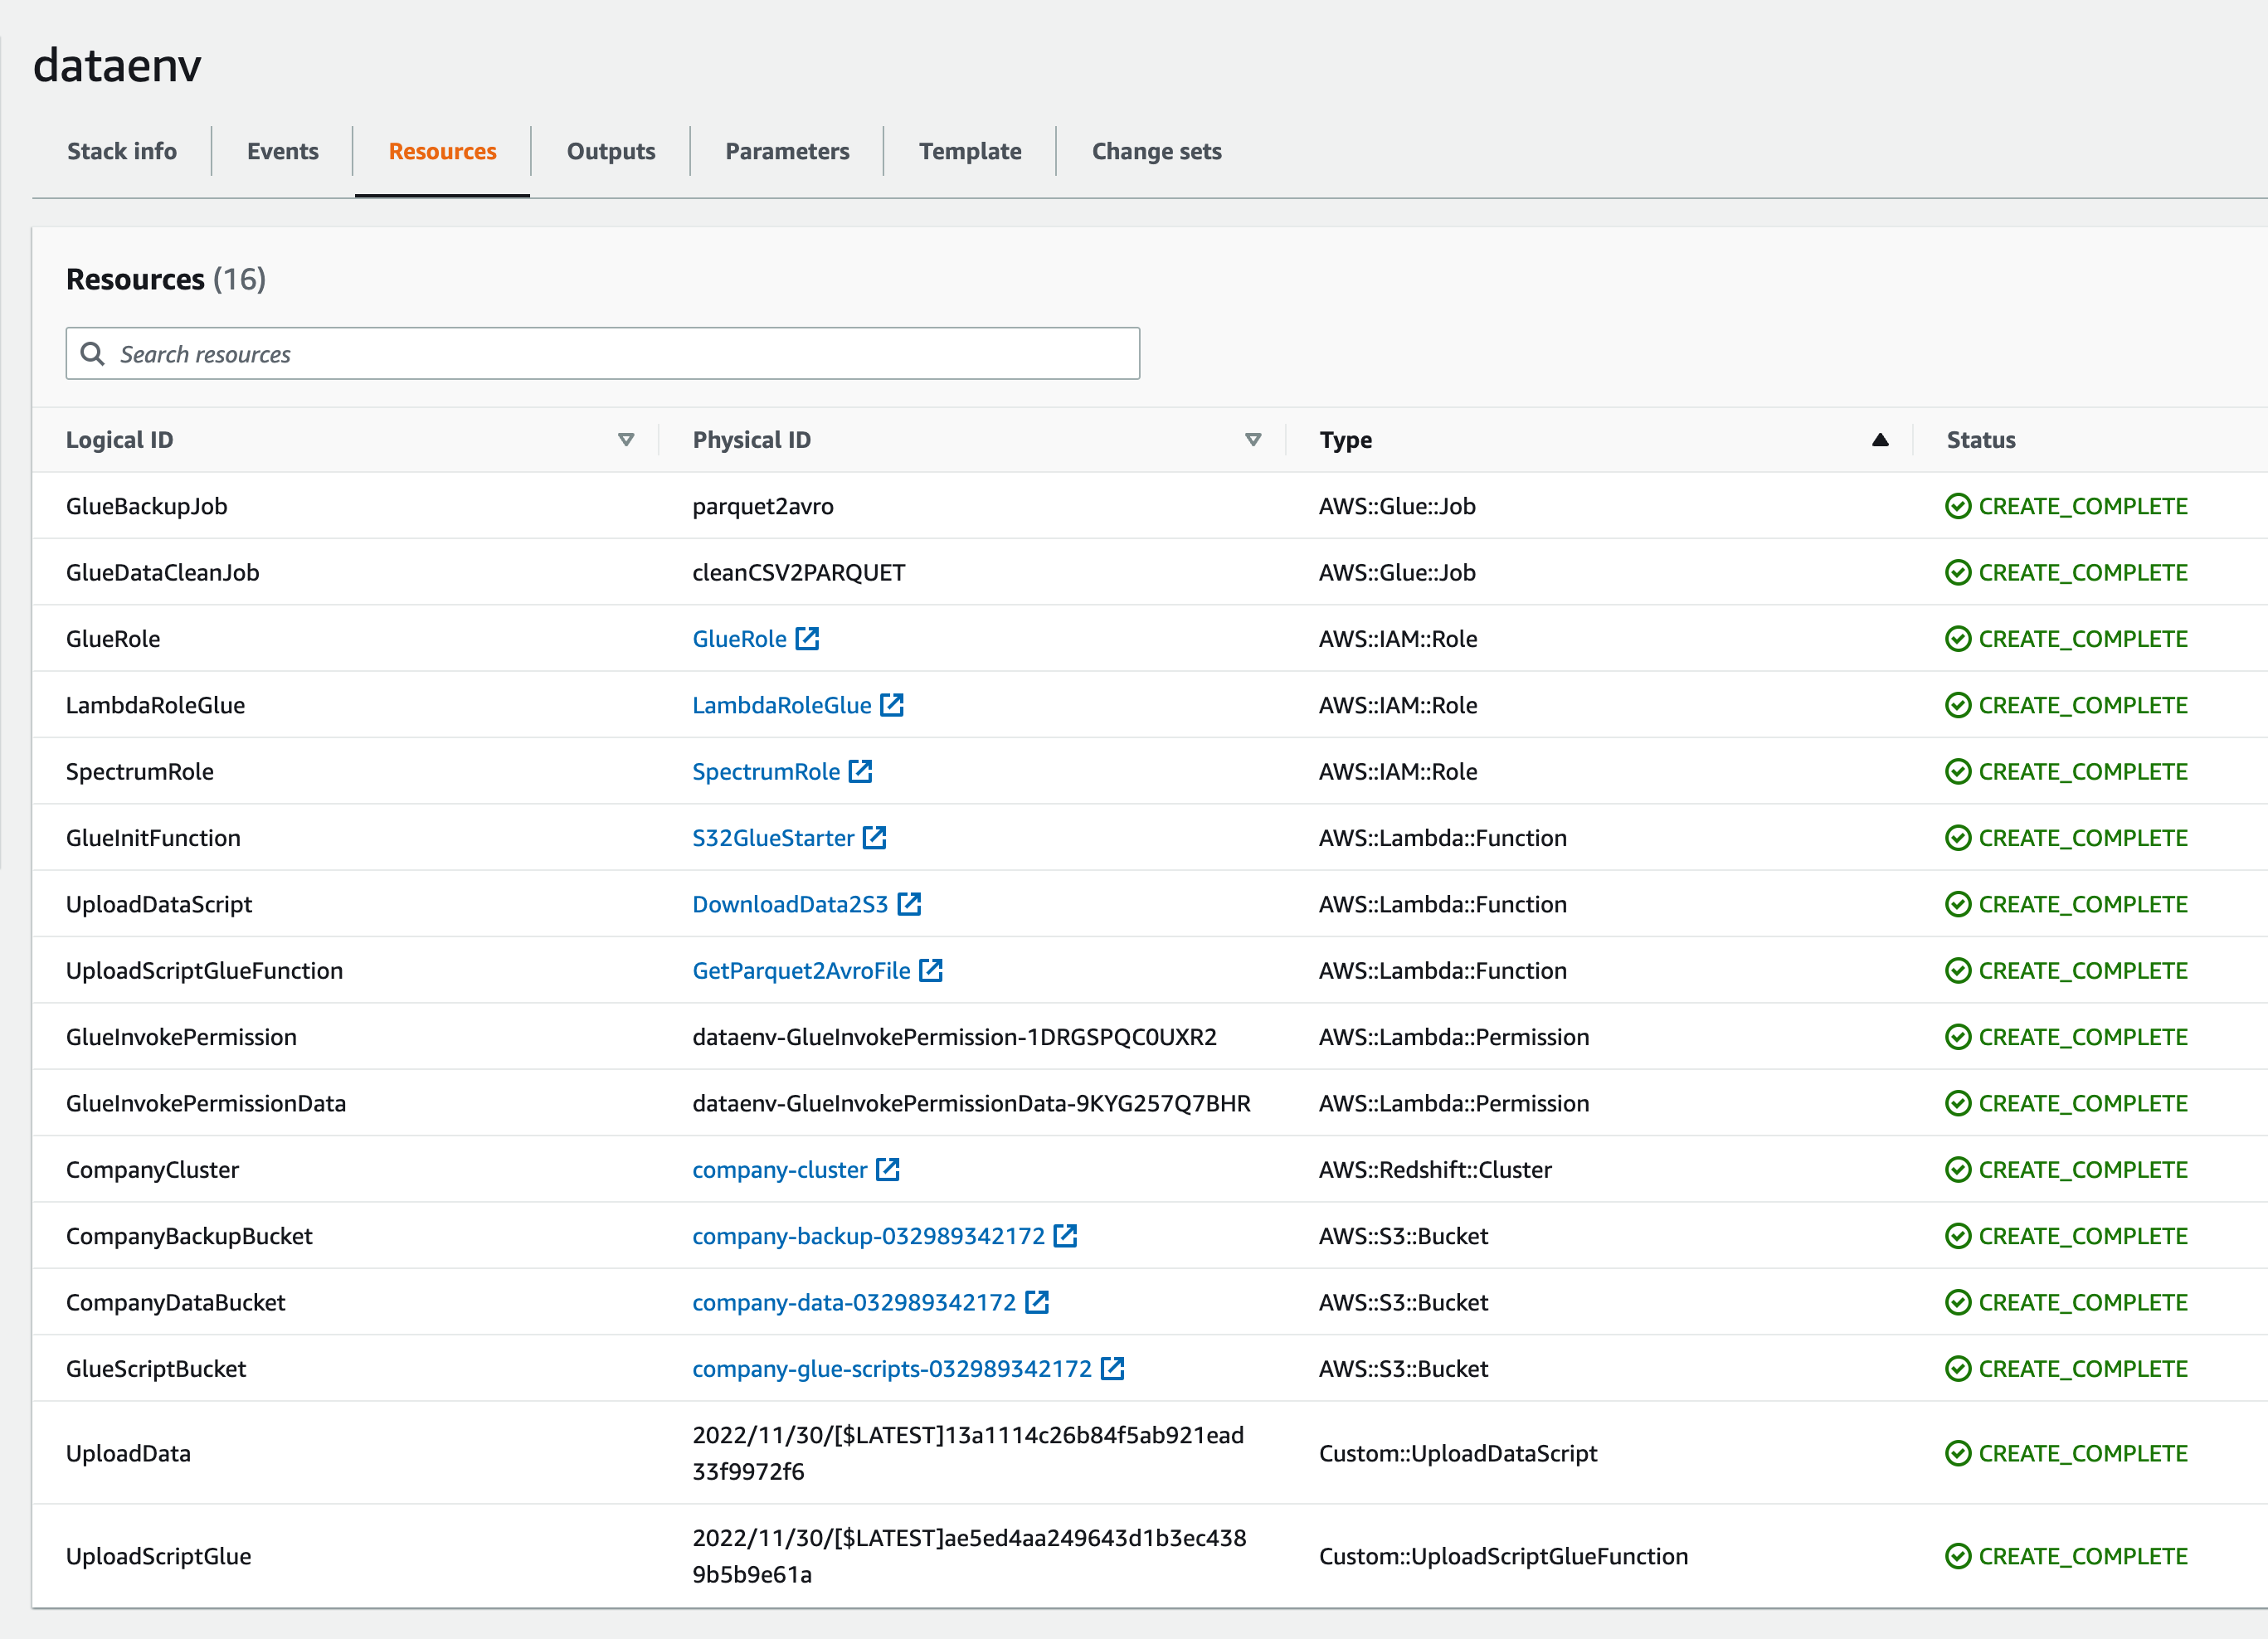 dataenv
Stack info Events Resources Outputs Parameters Template Change sets
Resources (16)
Search resources
Logical ID Physical ID Type Status
GlueBackupJob parquet2avro AWS::Glue::Job CREATE_COMPLETE
GlueDataCleanJob cleanCSV2PARQUET AWS::Glue::Job CREATE_COMPLETE
GlueRole GlueRole AWS::IAM::Role CREATE_COMPLETE
LambdaRoleGlue LambdaRoleGlue AWS::IAM::Role CREATE_COMPLETE
SpectrumRole SpectrumRole AWS::IAM::Role CREATE_COMPLETE
GlueInitFunction S32GlueStarter AWS::Lambda::Function CREATE_COMPLETE
UploadDataScript DownloadData2S3 AWS::Lambda::Function CREATE_COMPLETE
UploadScriptGlueFunction GetParquet2AvroFile AWS::Lambda::Function CREATE_COMPLETE
GlueInvokePermission dataenv-GlueInvokePermission-1DRGSPQC0UXR2 AWS::Lambda::Permission CREATE_COMPLETE
GlueInvokePermissionData dataenv-GlueInvokePermissionData-9KYG257Q7BHR AWS::Lambda::Permission CREATE_COMPLETE
CompanyCluster company-cluster AWS::Redshift::Cluster CREATE_COMPLETE
CompanyBackupBucket company-backup-032989342172 AWS::S3::Bucket CREATE_COMPLETE
CompanyDataBucket company-data-032989342172 AWS::S3::Bucket CREATE_COMPLETE
GlueScriptBucket company-glue-scripts-032989342172 AWS::S3::Bucket CREATE_COMPLETE
UploadData 2022/11/30/[$LATEST]13a1114c26b84f5ab921ead Custom::UploadDataScript CREATE_COMPLETE
33f9972f6
UploadScriptGlue 2022/11/30/[$LATEST]ae5ed4aa249643d1b3ec438 Custom::UploadScriptGlueFunction CREATE_COMPLETE
9b5b9e61a